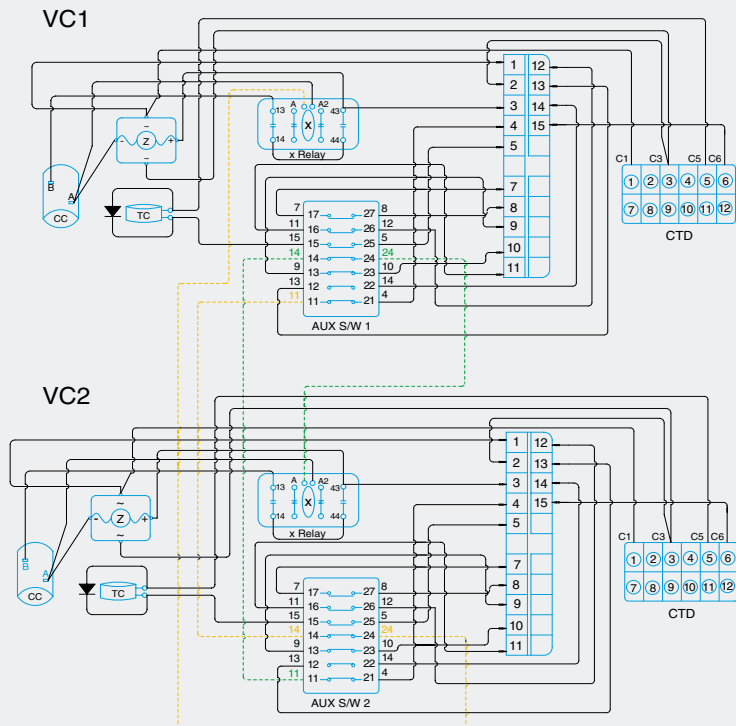 VC1
1 12
2 13
3 14
4 15
5
7
8
9
10
11
13 A A2 43
X
14 44
x Relay
~
- Z +
~
B
A
CC
TC
C1 C3 C5 C6
1 2 3 4 5 6
7 8 9 10 11 12
CTD
7 17 27 8
11 16 26 12
15 15 25 5
14 14 24 24
9 13 23 10
13 12 22 14
11 11 21 4
AUX S/W 1
VC2
1 12
2 13
3 14
4 15
5
7
8
9
10
11
13 A A2 43
X
14 44
x Relay
~
- Z +
~
B
A
CC
TC
C1 C3 C5 C6
1 2 3 4 5 6
7 8 9 10 11 12
CTD
7 17 27 8
11 16 26 12
15 15 25 5
14 14 24 24
9 13 23 10
13 12 22 14
11 11 21 4
AUX S/W 2